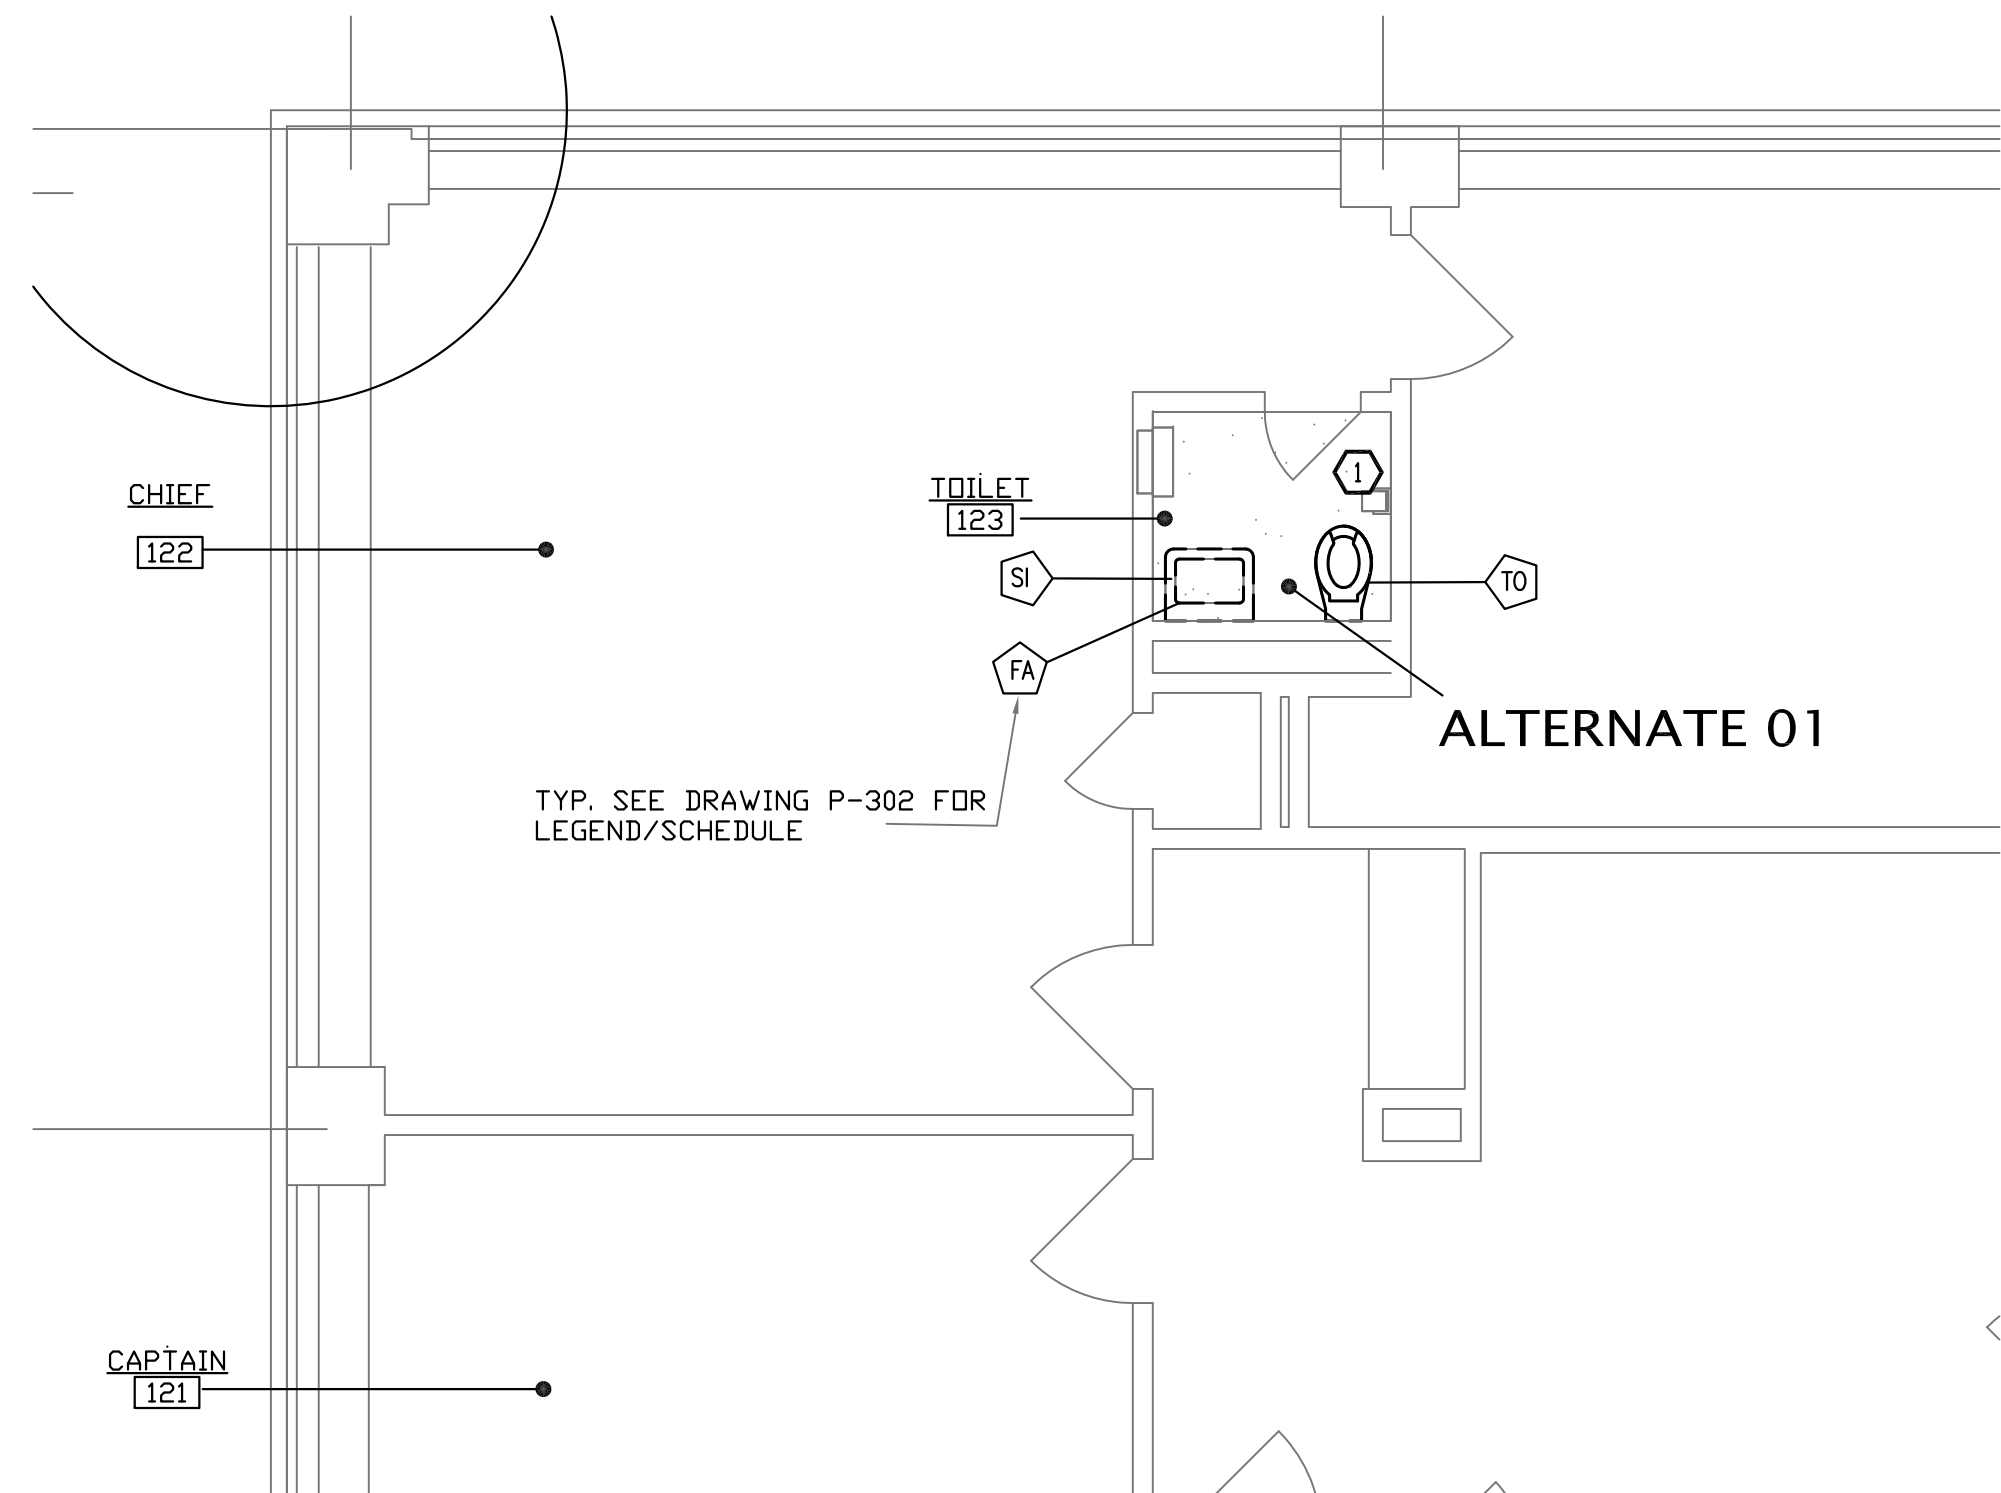 CHIEF
122
TOILET
123
1
SI
TO
FA
ALTERNATE 01
TYP. SEE DRAWING P-302 FOR
LEGEND/SCHEDULE
CAPTAIN
121